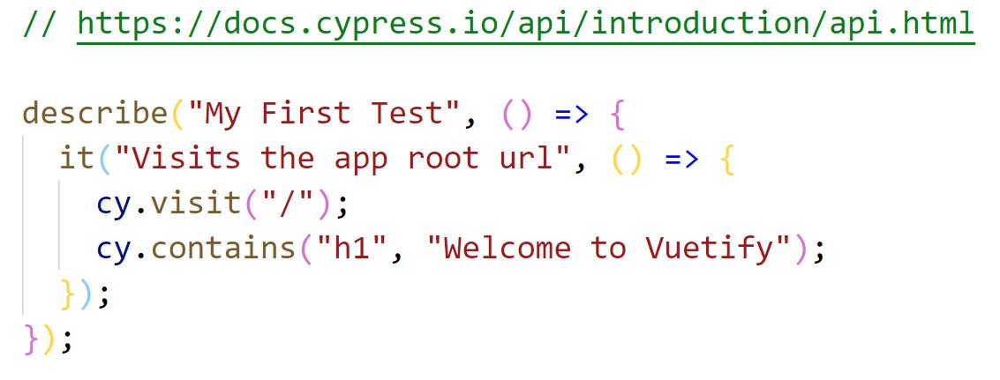 // https://docs.cypress.io/api/introduction/api.html
describe("My First Test", () => {
  it("Visits the app root url", () => {
    cy.visit("/");
    cy.contains("h1", "Welcome to Vuetify");
  });
});